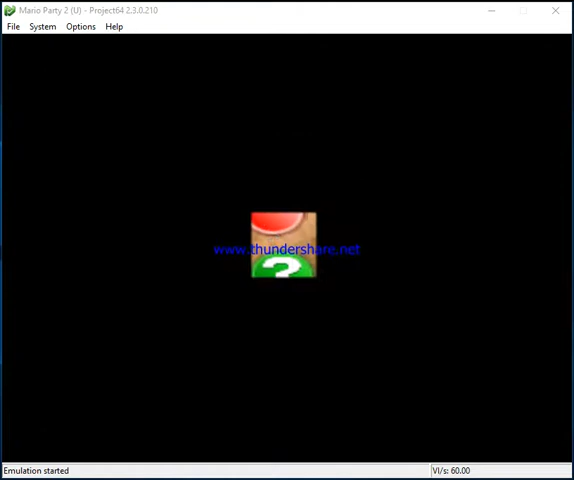 Mario Party 2 (U) - Project64 2.3.0.210
File System Options Help
?
www.thundershare.net
Emulation started VI/s: 60.00